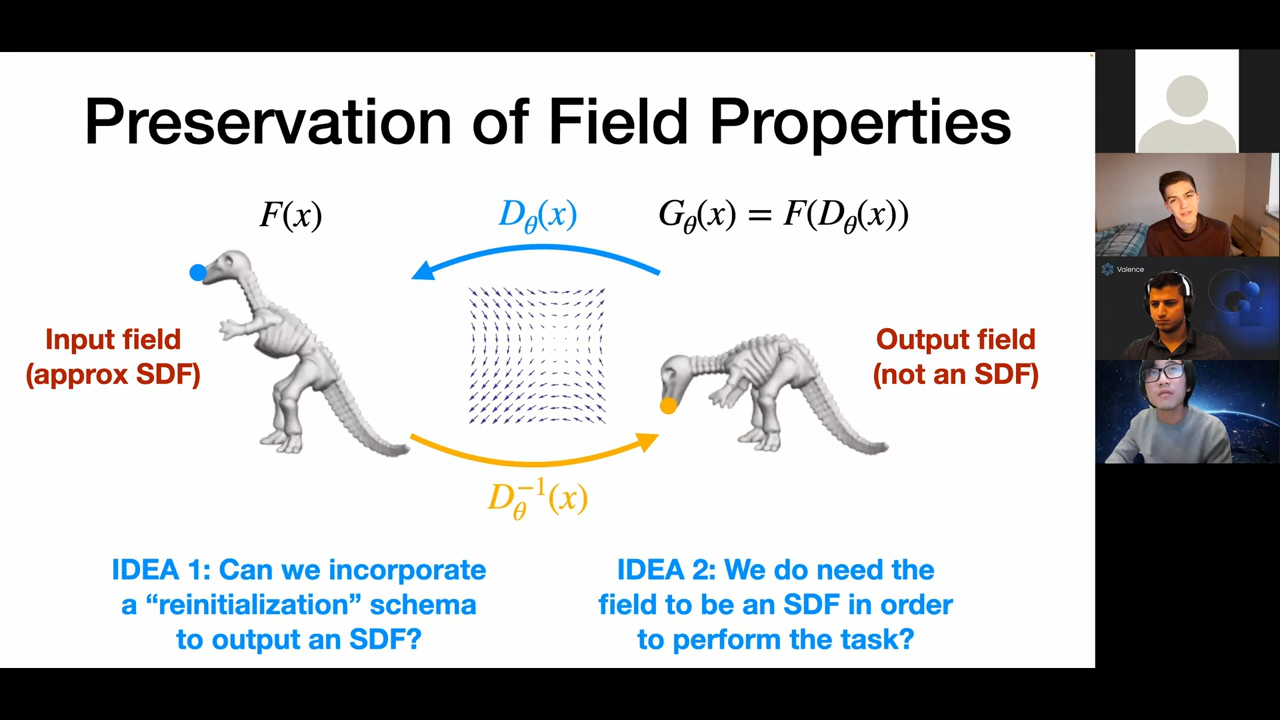 Preservation of Field Properties
F(x)
D_θ(x)
G_θ(x) = F(D_θ(x))
Valence
Input field
(approx SDF)
Output field
(not an SDF)
D_θ^{-1}(x)
IDEA 1: Can we incorporate
a “reinitialization” schema
to output an SDF?
IDEA 2: We do need the
field to be an SDF in order
to perform the task?